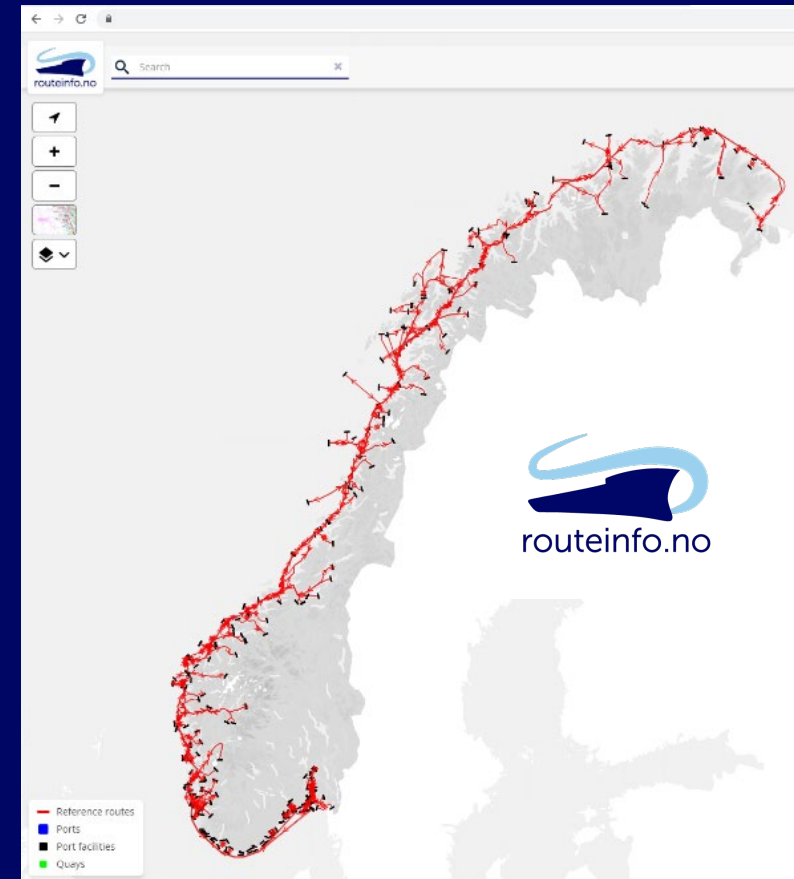 routeinfo.no
Search
routeinfo.no
Reference routes
Ports
Port facilities
Quays